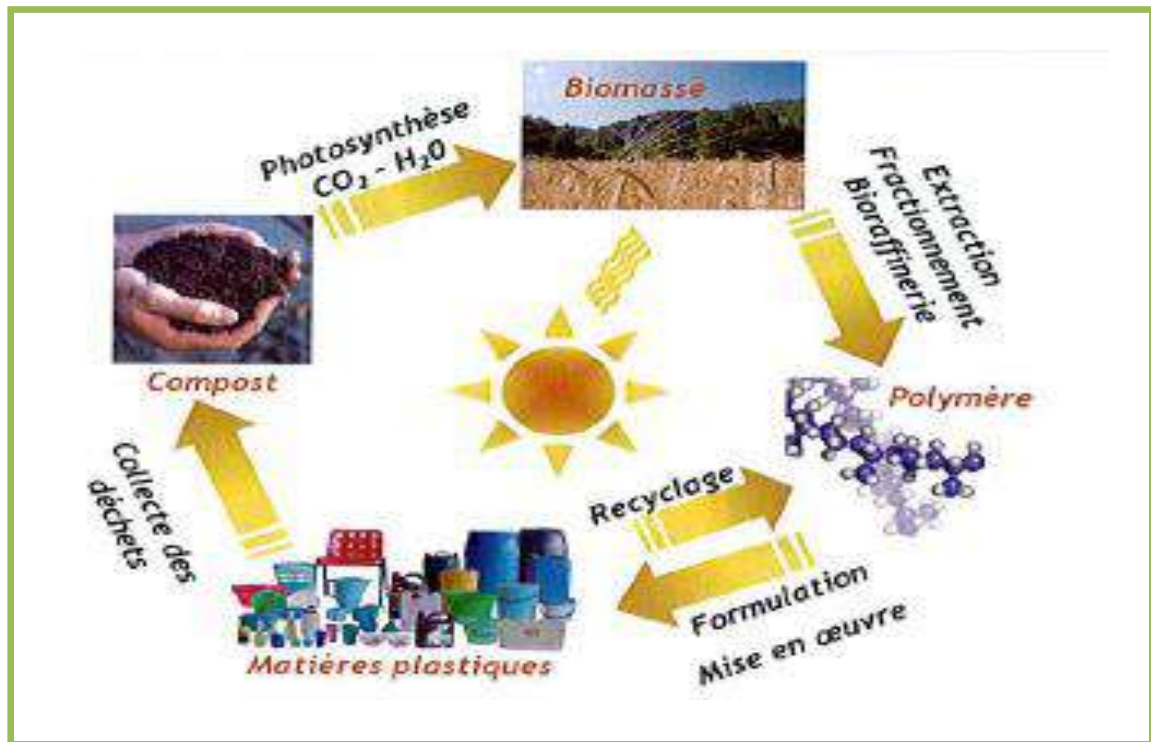 Biomasse
Photosynthèse
CO₂ - H₂0
Extraction
Fractionnement
Bioraffinerie
Compost
Polymère
Collecte des
déchets
Recyclage
Formulation
Mise en œuvre
Matières plastiques